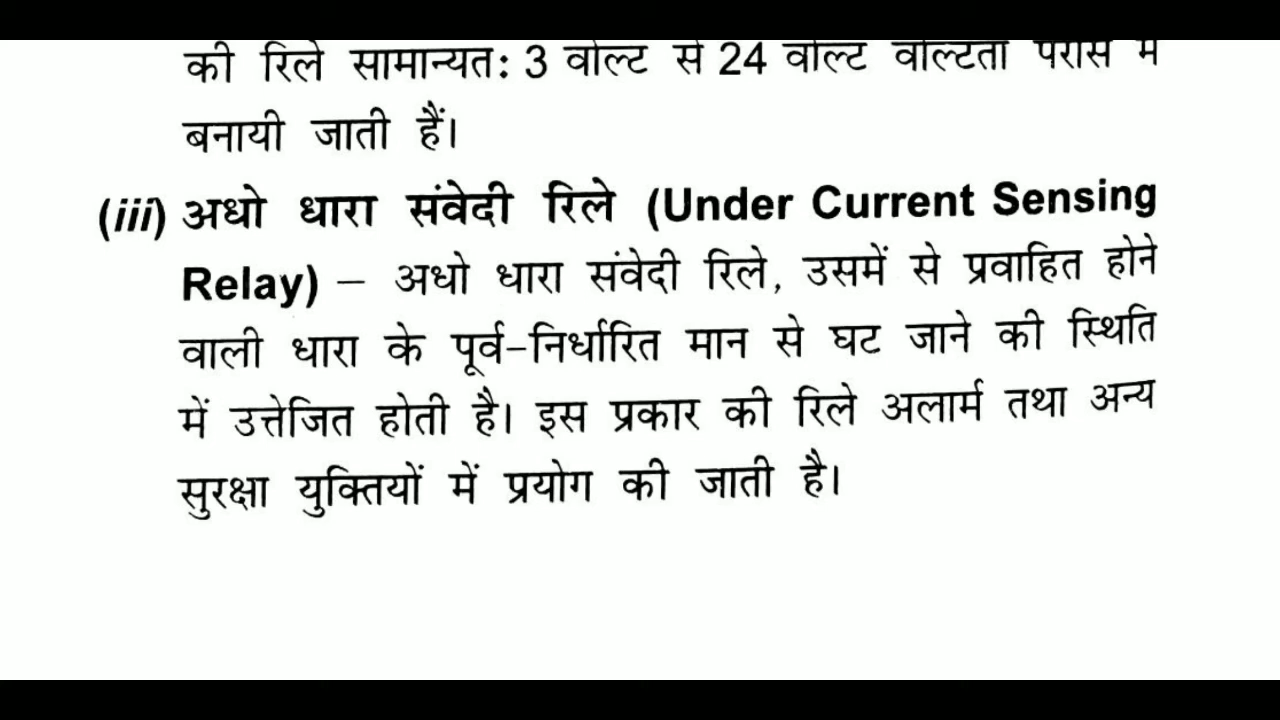 की रिले सामान्यत: 3 वोल्ट से 24 वोल्ट वोल्टता परास में
बनायी जाती हैं।
(iii) अधो धारा संवेदी रिले (Under Current Sensing
Relay) – अधो धारा संवेदी रिले, उसमें से प्रवाहित होने
वाली धारा के पूर्व-निर्धारित मान से घट जाने की स्थिति
में उत्तेजित होती है। इस प्रकार की रिले अलार्म तथा अन्य
सुरक्षा युक्तियों में प्रयोग की जाती है।